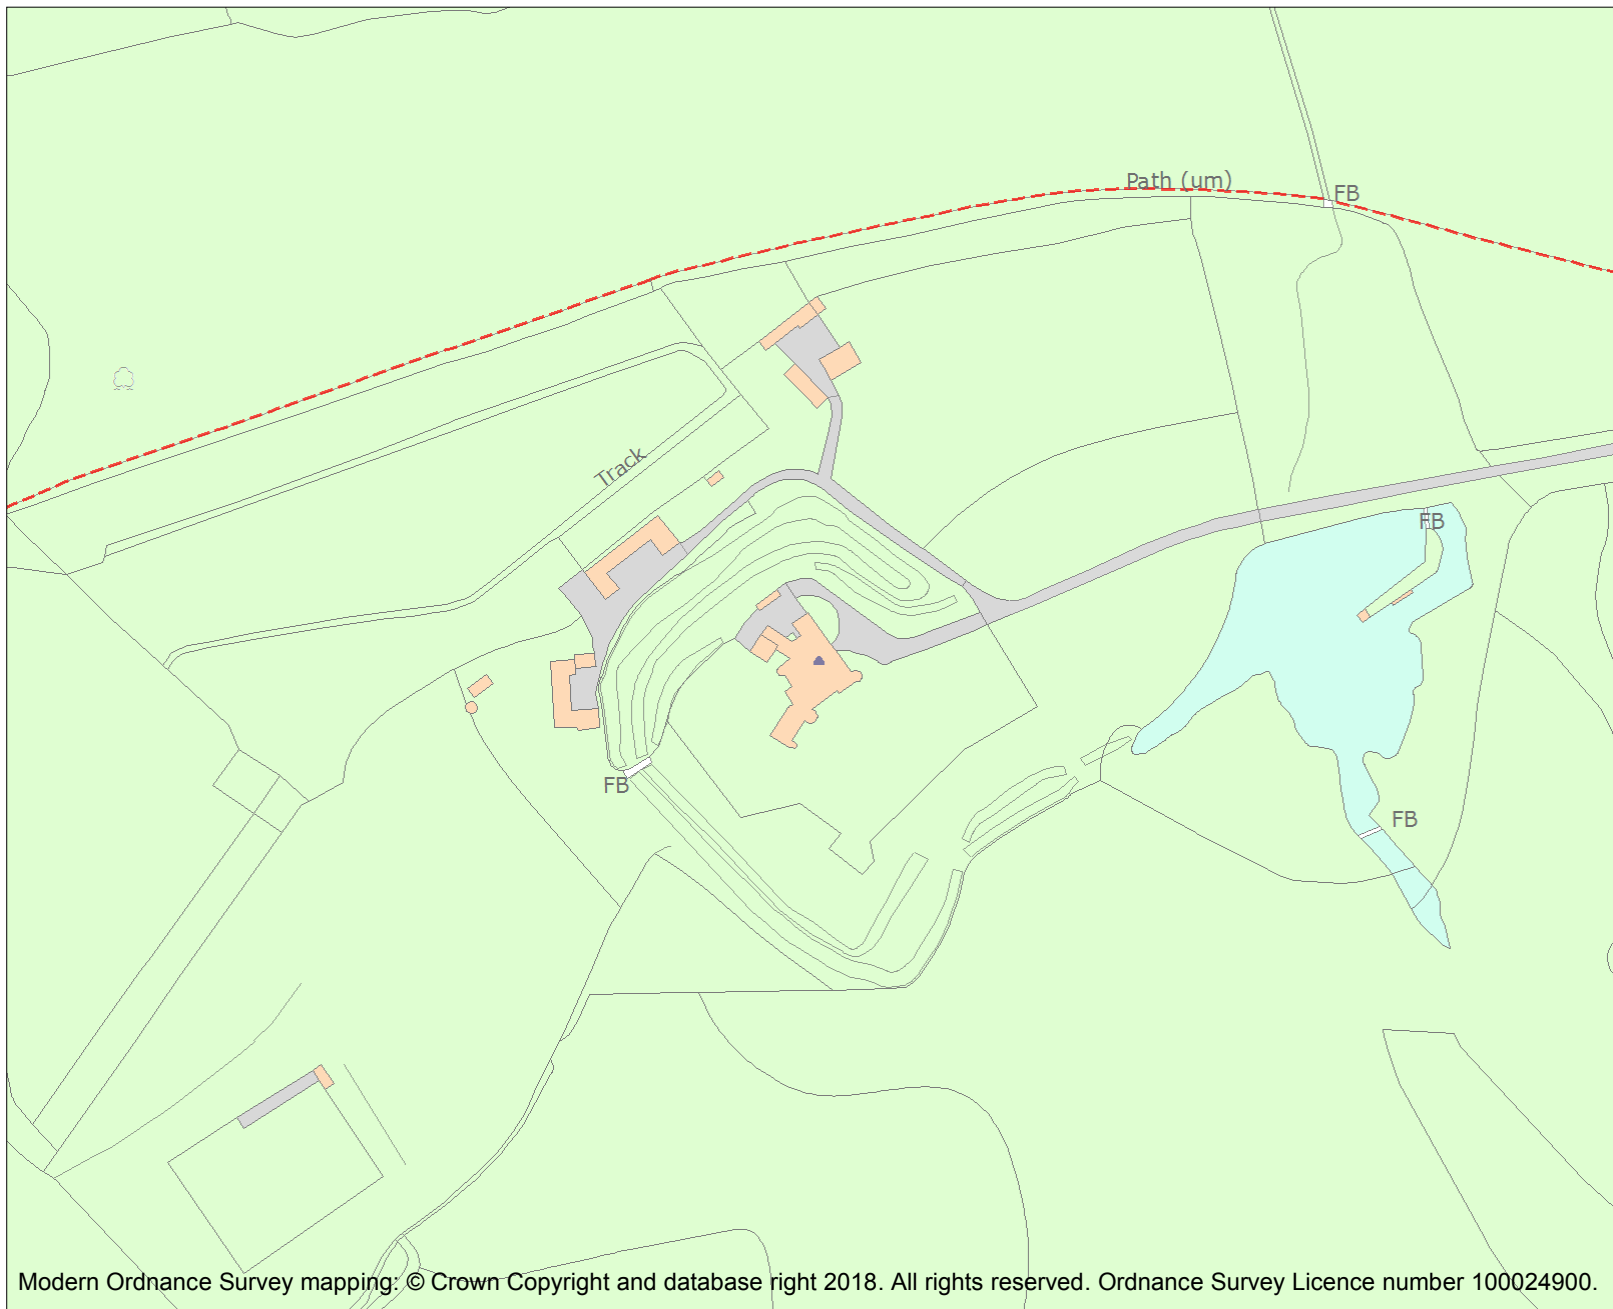 Path (um)
FB
Track
FB
FB
FB
Modern Ordnance Survey mapping: © Crown Copyright and database right 2018. All rights reserved. Ordnance Survey Licence number 100024900.